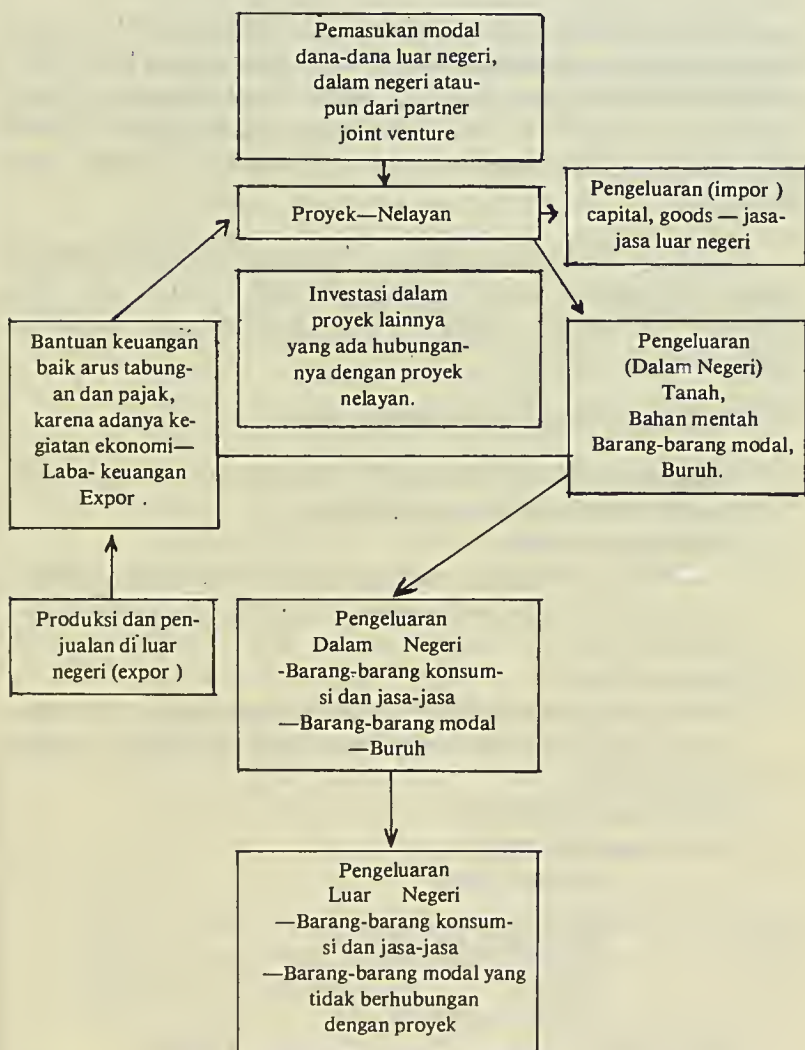 Pemasukan modal
dana-dana luar negeri,
dalam negeri atau-
pun dari partner
joint venture
Proyek—Nelayan
Pengeluaran (impor )
capital, goods — jasa-
jasa luar negeri
Investasi dalam
proyek lainnya
yang ada hubungan-
nya dengan proyek
nelayan.
Bantuan keuangan
baik arus tabung-
an dan pajak,
karena adanya ke-
giatan ekonomi—
Laba- keuangan
Expor .
Pengeluaran
(Dalam Negeri)
Tanah,
Bahan mentah
Barang-barang modal,
Buruh.
Produksi dan pen-
jualan di luar
negeri (expor )
Pengeluaran
Dalam Negeri
-Barang-barang konsum-
si dan jasa-jasa
—Barang-barang modal
—Buruh
Pengeluaran
Luar Negeri
—Barang-barang konsum-
si dan jasa-jasa
—Barang-barang modal yang
tidak berhubungan
dengan proyek